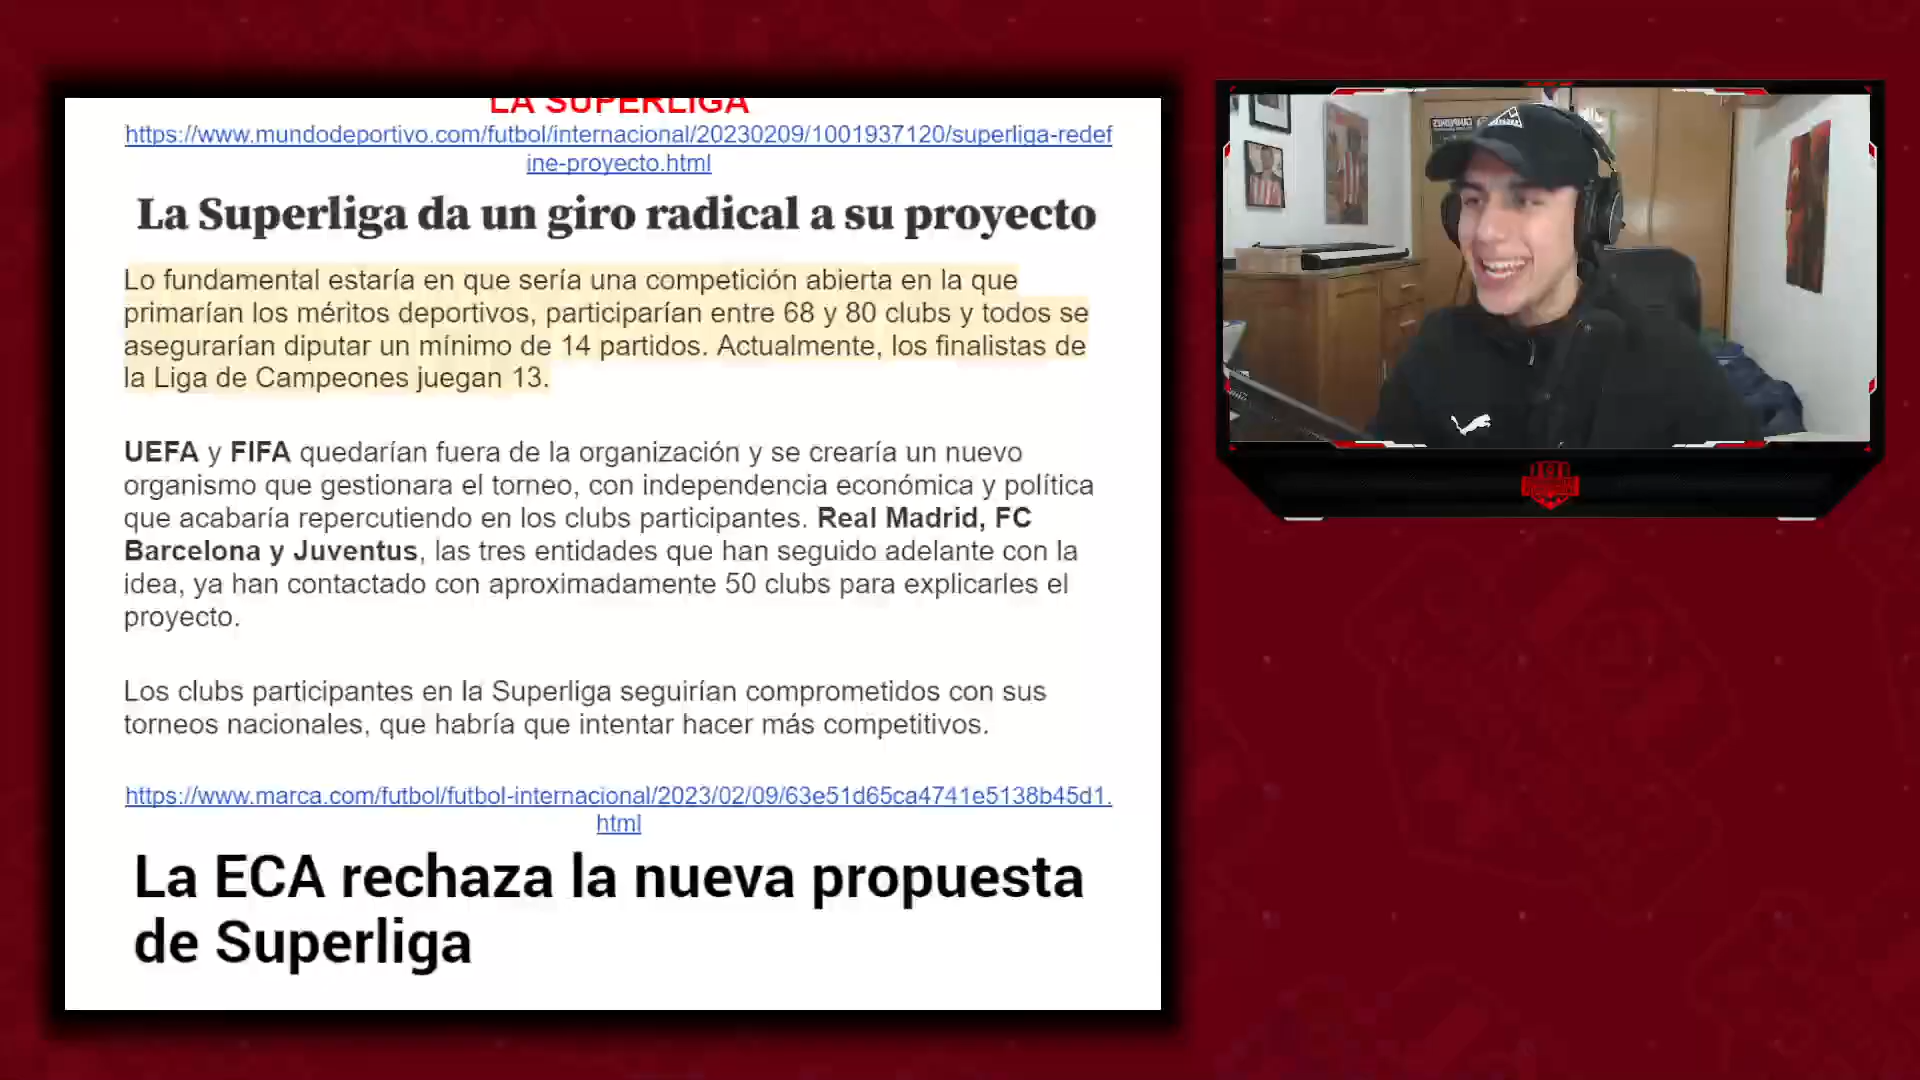 LA SUPERLIGA
https://www.mundodeportivo.com/futbol/internacional/20230209/1001937120/superliga-redef
ine-proyecto.html
La Superliga da un giro radical a su proyecto
Lo fundamental estaría en que sería una competición abierta en la que
primarían los méritos deportivos, participarían entre 68 y 80 clubs y todos se
asegurarían diputar un mínimo de 14 partidos. Actualmente, los finalistas de
la Liga de Campeones juegan 13.
UEFA y FIFA quedarían fuera de la organización y se crearía un nuevo
organismo que gestionara el torneo, con independencia económica y política
que acabaría repercutiendo en los clubs participantes. Real Madrid, FC
Barcelona y Juventus, las tres entidades que han seguido adelante con la
idea, ya han contactado con aproximadamente 50 clubs para explicarles el
proyecto.
Los clubs participantes en la Superliga seguirían comprometidos con sus
torneos nacionales, que habría que intentar hacer más competitivos.
https://www.marca.com/futbol/futbol-internacional/2023/02/09/63e51d65ca4741e5138b45d1.
html
La ECA rechaza la nueva propuesta
de Superliga